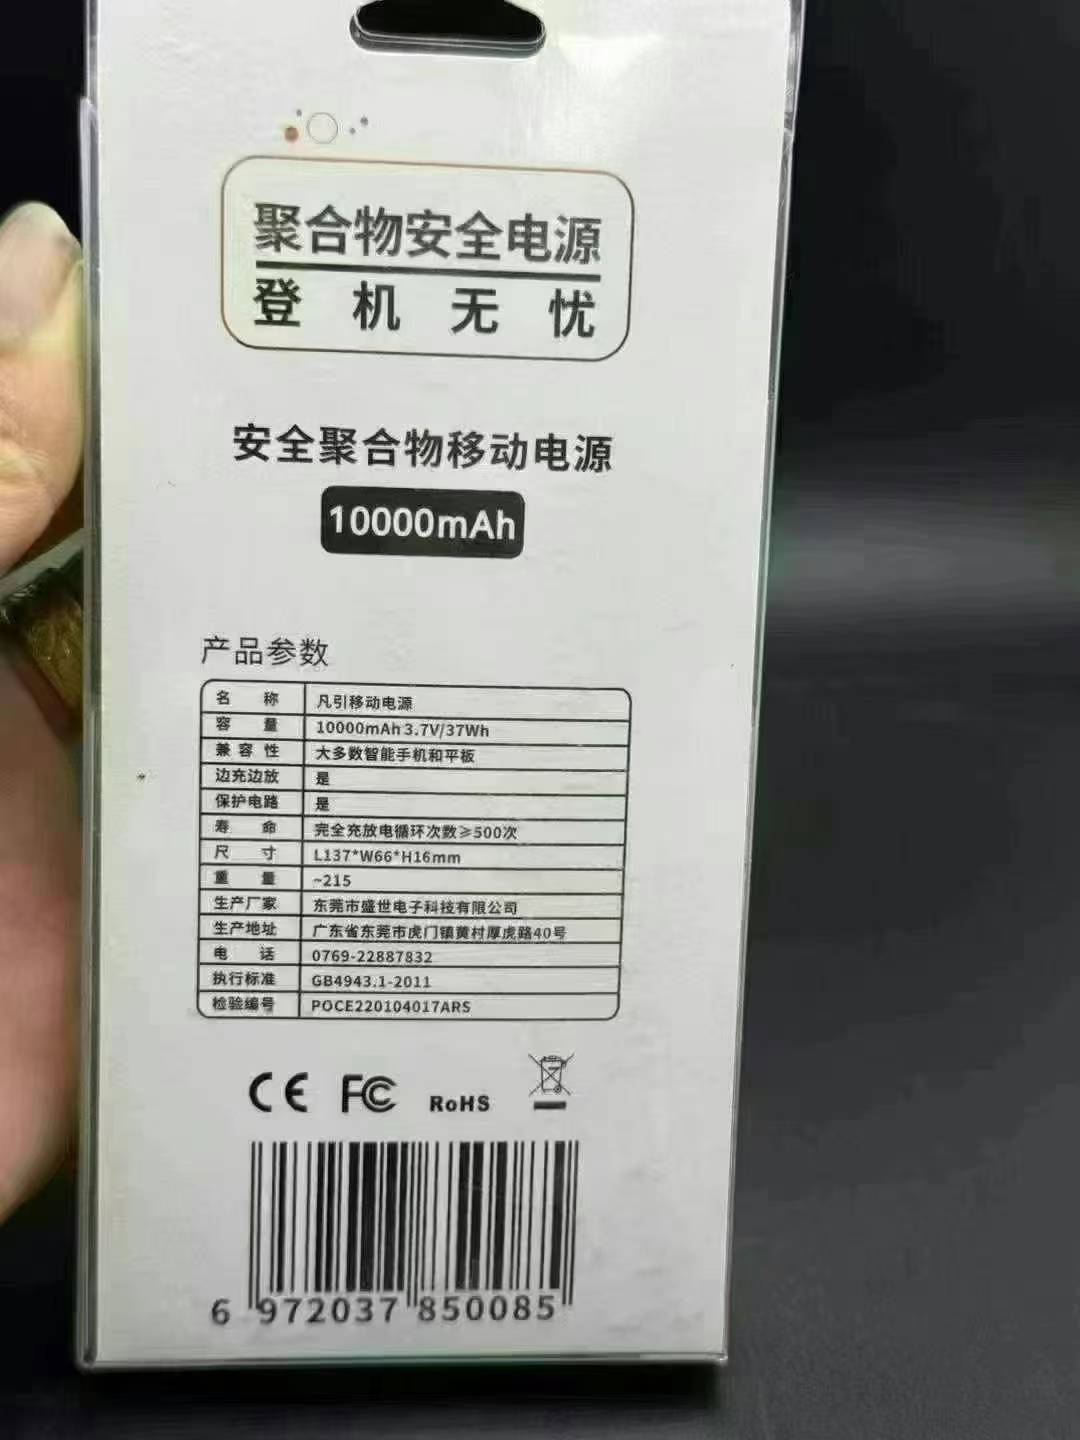 聚合物安全电源
登 机 无 忧
安全聚合物移动电源
10000mAh
产品参数
名 称 凡引移动电源
容 量 10000mAh 3.7V/37Wh
兼 容 性 大多数智能手机和平板
边充边放 是
保护电路 是
寿 命 完全充放电循环次数≥500次
尺 寸 L137*W66*H16mm
重 量 ~215
生产厂家 东莞市盛世电子科技有限公司
生产地址 广东省东莞市虎门镇黄村厚虎路40号
电 话 0769-22887832
执行标准 GB4943.1-2011
检验编号 POCE220104017ARS
CE FC RoHS
6 972037 850085